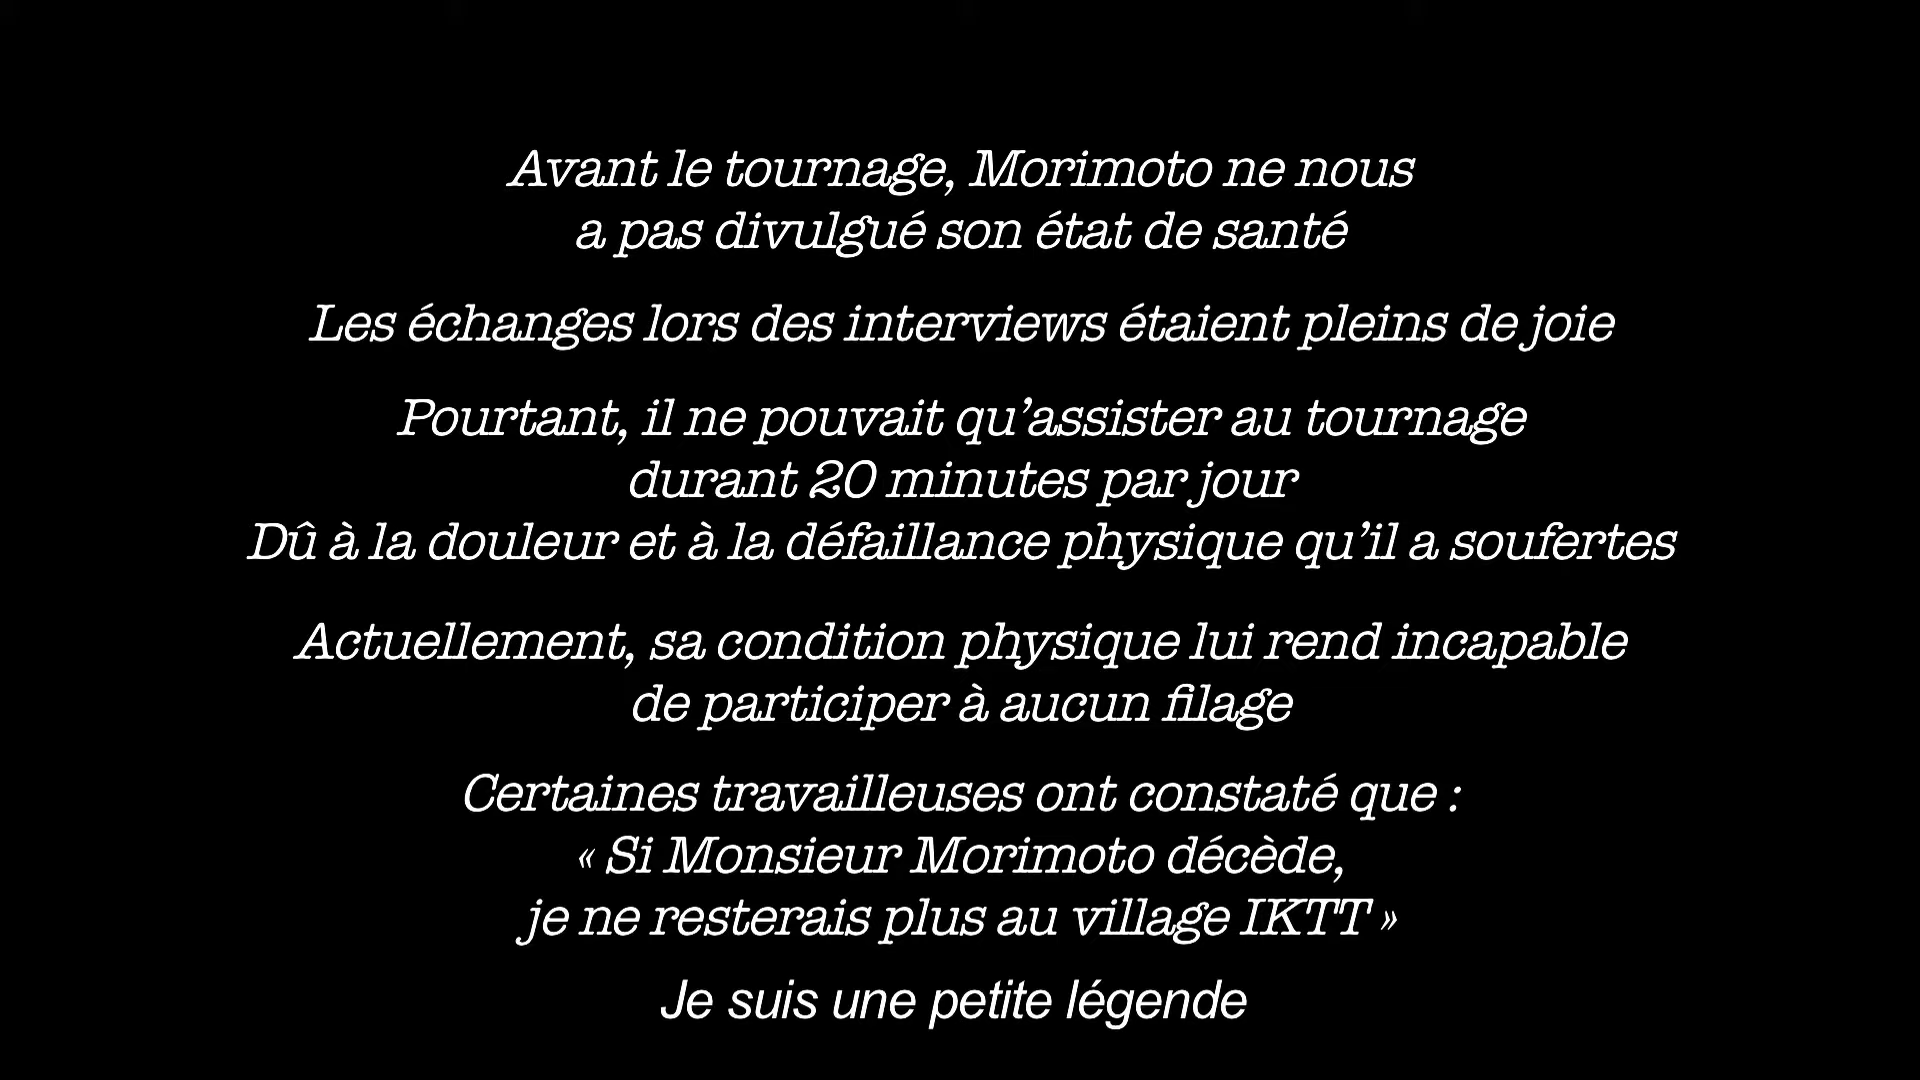 Avant le tournage, Morimoto ne nous
a pas divulgué son état de santé
Les échanges lors des interviews étaient pleins de joie
Pourtant, il ne pouvait qu’assister au tournage
durant 20 minutes par jour
Dû à la douleur et à la défaillance physique qu’il a soufertes
Actuellement, sa condition physique lui rend incapable
de participer à aucun filage
Certaines travailleuses ont constaté que :
« Si Monsieur Morimoto décède,
je ne resterais plus au village IKTT »
Je suis une petite légende